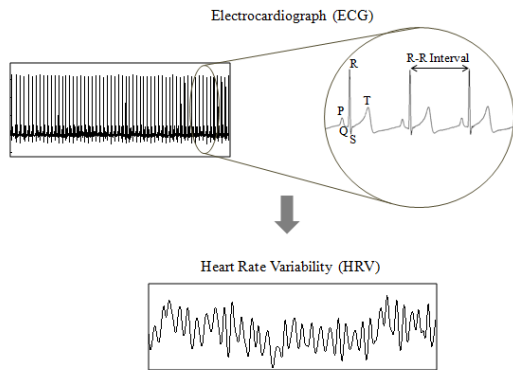 Electrocardiograph (ECG)
R
R-R Interval
P
T
Q
S
Heart Rate Variability (HRV)